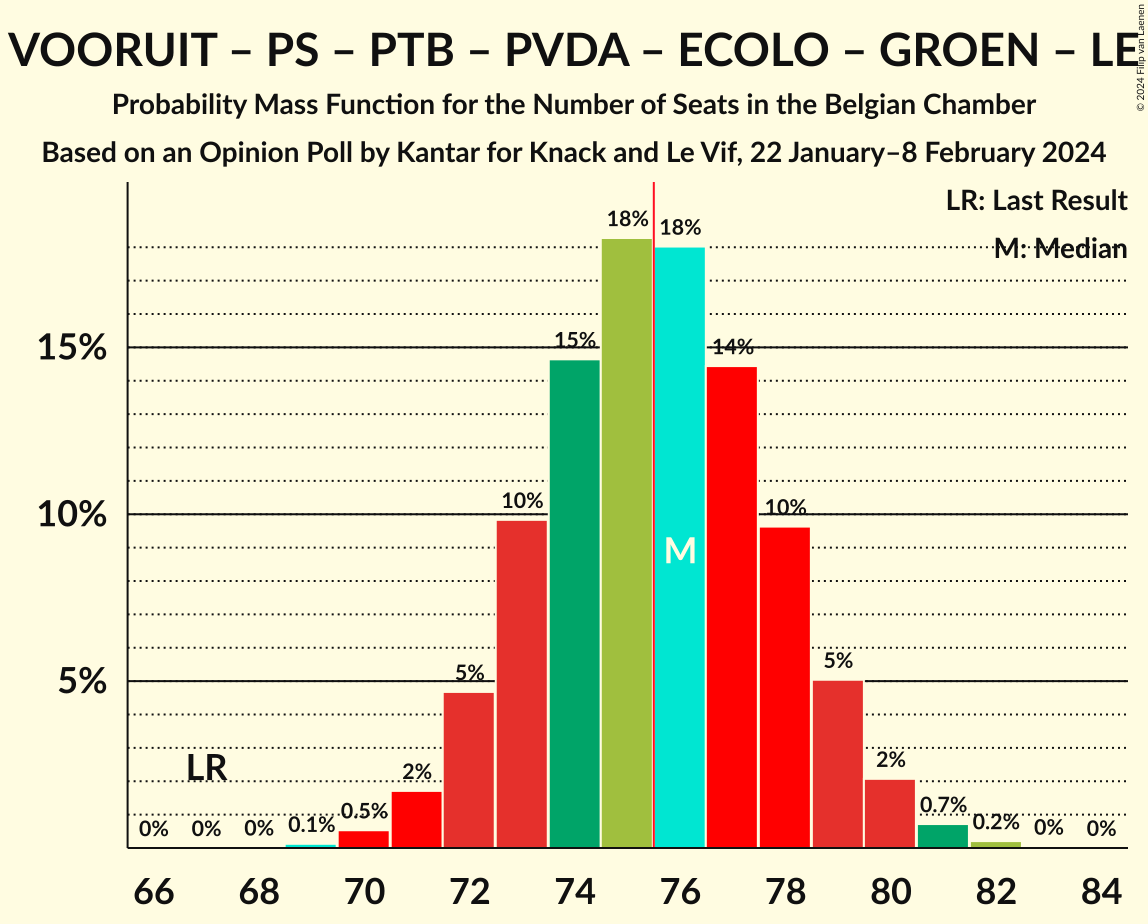 VOORUIT – PS – PTB – PVDA – ECOLO – GROEN – LE
© 2024 Filip van Laenen
Probability Mass Function for the Number of Seats in the Belgian Chamber
Based on an Opinion Poll by Kantar for Knack and Le Vif, 22 January–8 February 2024
LR: Last Result
M: Median
18% 18%
15% 15% 14%
10% 10% 10%
M
5% 5% 5%
LR 2% 2%
0% 0% 0% 0.1% 0.5% 0.7% 0.2% 0% 0%
66 68 70 72 74 76 78 80 82 84